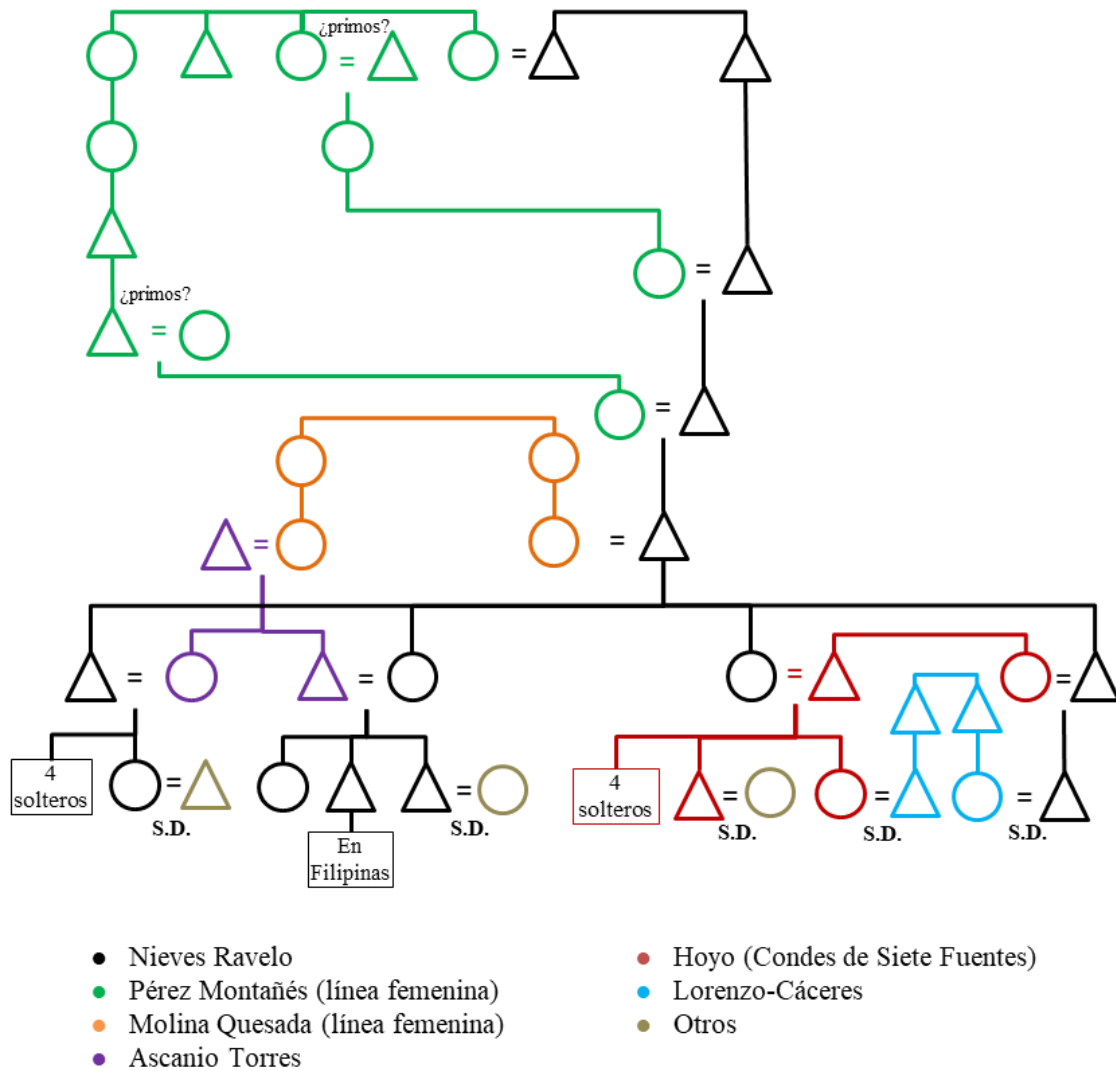 ¿primos?
=
=
=
¿primos?
=
=
=
=
=
=
=
=
4
solteros
=
S.D.
En
Filipinas
=
S.D.
4
solteros
=
S.D.
=
S.D.
=
S.D.
Nieves Ravelo
Pérez Montañés (línea femenina)
Molina Quesada (línea femenina)
Ascanio Torres
Hoyo (Condes de Siete Fuentes)
Lorenzo-Cáceres
Otros